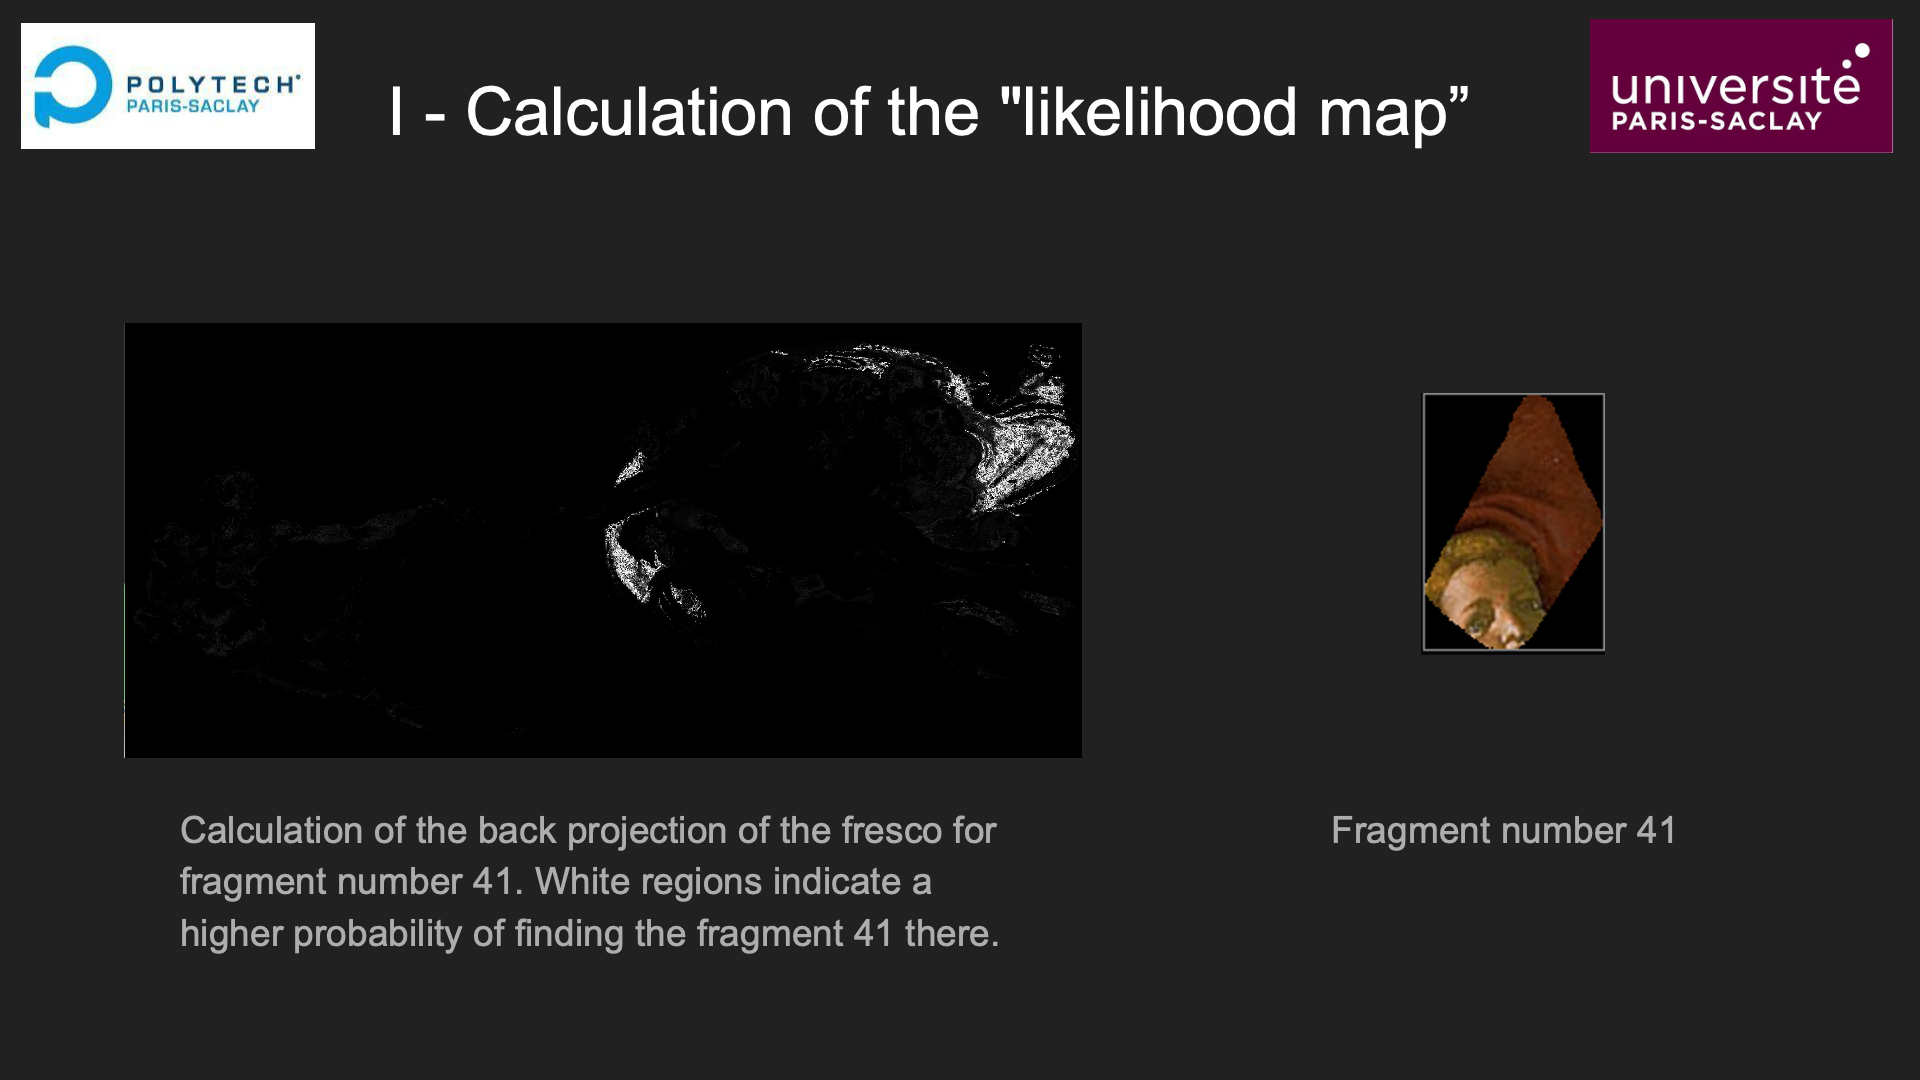 POLYTECH
PARIS-SACLAY
I - Calculation of the "likelihood map”
université
PARIS-SACLAY
Calculation of the back projection of the fresco for
fragment number 41. White regions indicate a
higher probability of finding the fragment 41 there.
Fragment number 41